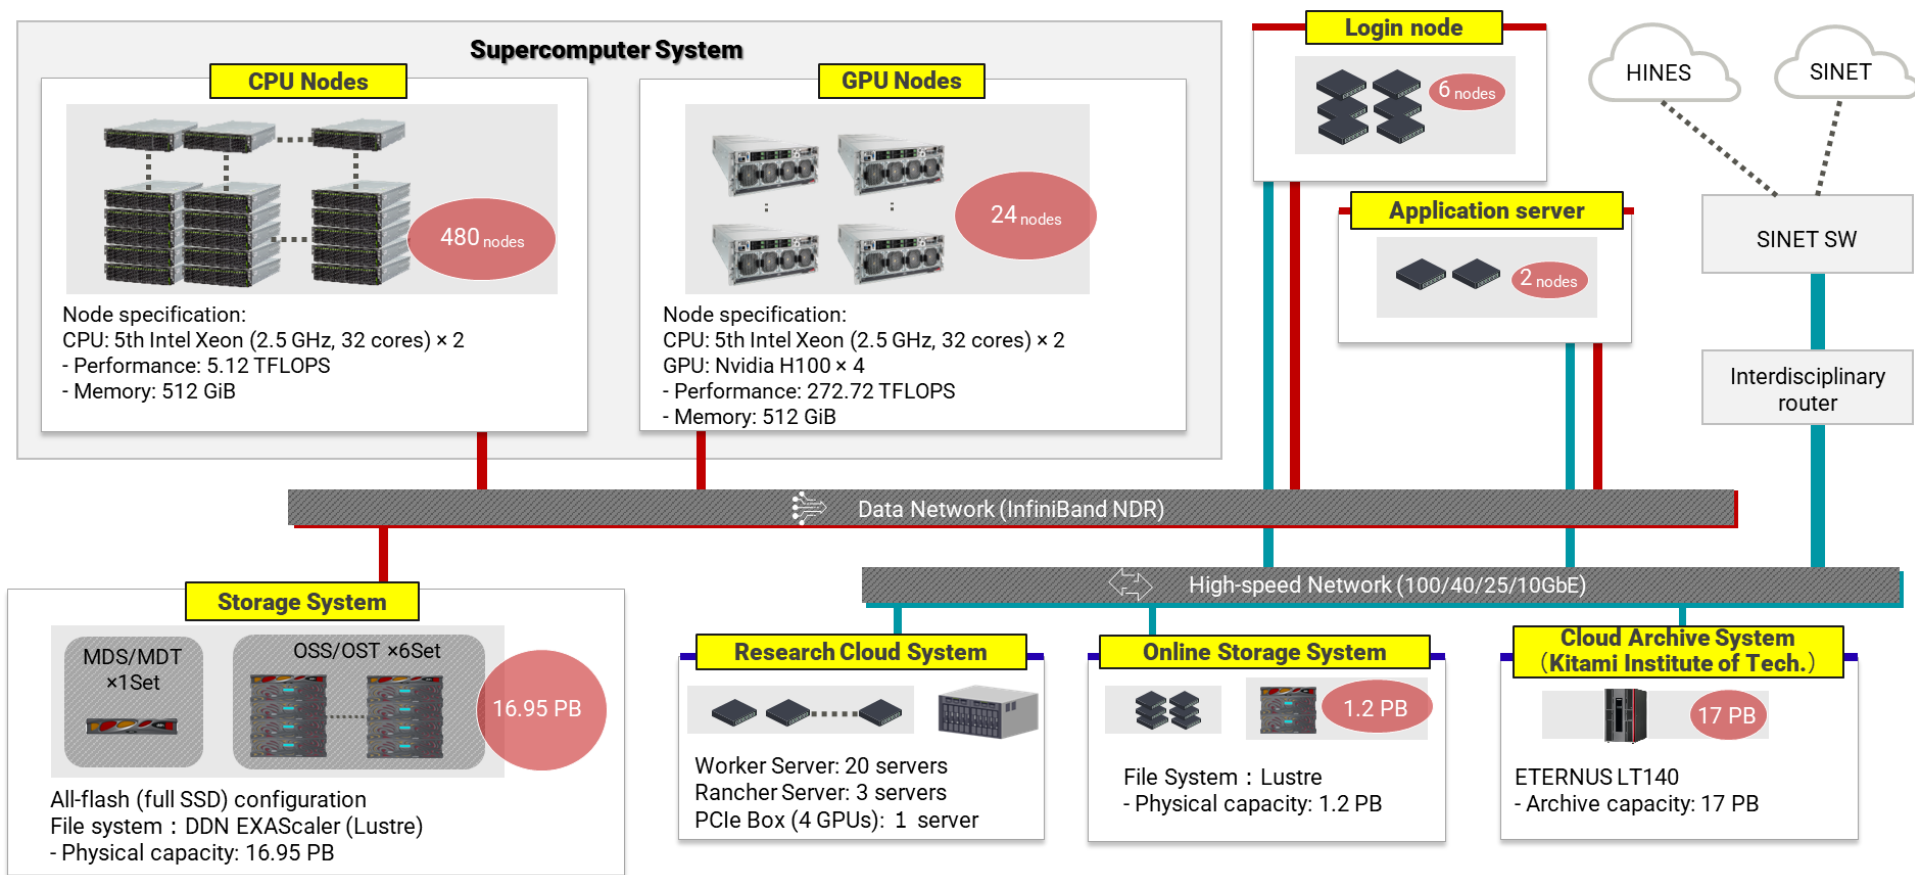 Supercomputer System
CPU Nodes
480 nodes
Node specification:
CPU: 5th Intel Xeon (2.5 GHz, 32 cores) × 2
- Performance: 5.12 TFLOPS
- Memory: 512 GiB
GPU Nodes
24 nodes
Node specification:
CPU: 5th Intel Xeon (2.5 GHz, 32 cores) × 2
GPU: Nvidia H100 × 4
- Performance: 272.72 TFLOPS
- Memory: 512 GiB
Login node
6 nodes
Application server
2 nodes
HINES
SINET
SINET SW
Interdisciplinary
router
Data Network (InfiniBand NDR)
High-speed Network (100/40/25/10GbE)
Storage System
MDS/MDT
×1Set
OSS/OST ×6Set
16.95 PB
All-flash (full SSD) configuration
File system：DDN EXAScaler (Lustre)
- Physical capacity: 16.95 PB
Research Cloud System
Worker Server: 20 servers
Rancher Server: 3 servers
PCIe Box (4 GPUs): １ server
Online Storage System
1.2 PB
File System：Lustre
- Physical capacity: 1.2 PB
Cloud Archive System
（Kitami Institute of Tech.）
17 PB
ETERNUS LT140
- Archive capacity: 17 PB